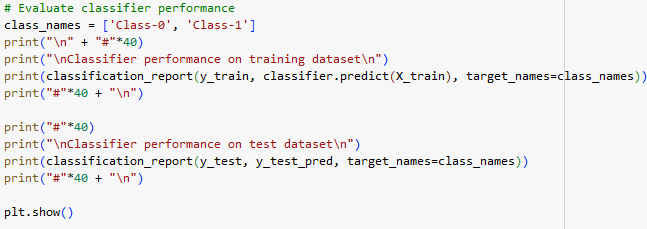 # Evaluate classifier performance
class_names = ['Class-0', 'Class-1']
print("\n" + "#"*40)
print("\nClassifier performance on training dataset\n")
print(classification_report(y_train, classifier.predict(X_train), target_names=class_names))
print("#"*40 + "\n")

print("#"*40)
print("\nClassifier performance on test dataset\n")
print(classification_report(y_test, y_test_pred, target_names=class_names))
print("#"*40 + "\n")

plt.show()